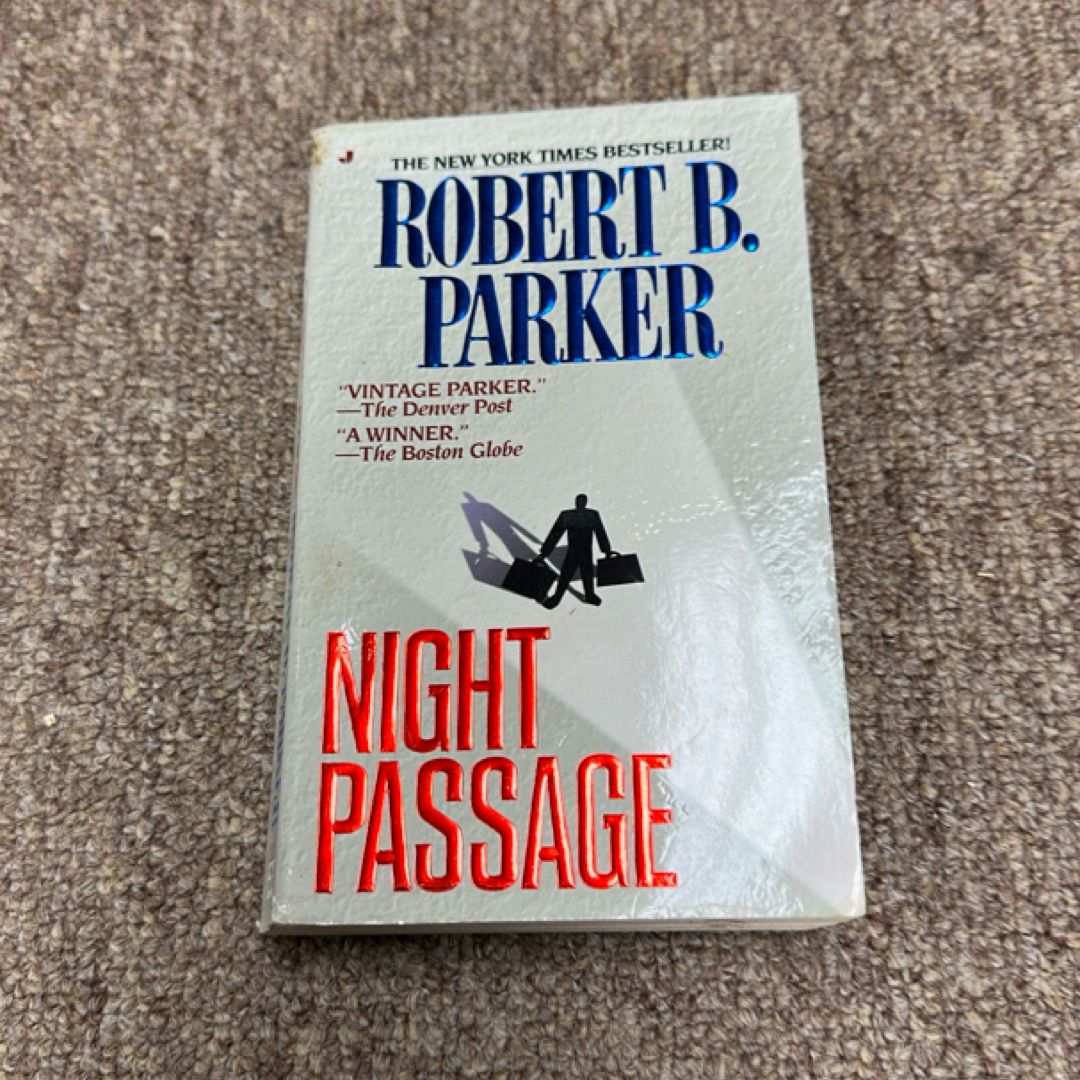 J
THE NEW YORK TIMES BESTSELLER!
ROBERT B.
PARKER
"VINTAGE PARKER."
—The Denver Post
"A WINNER."
—The Boston Globe
NIGHT
PASSAGE